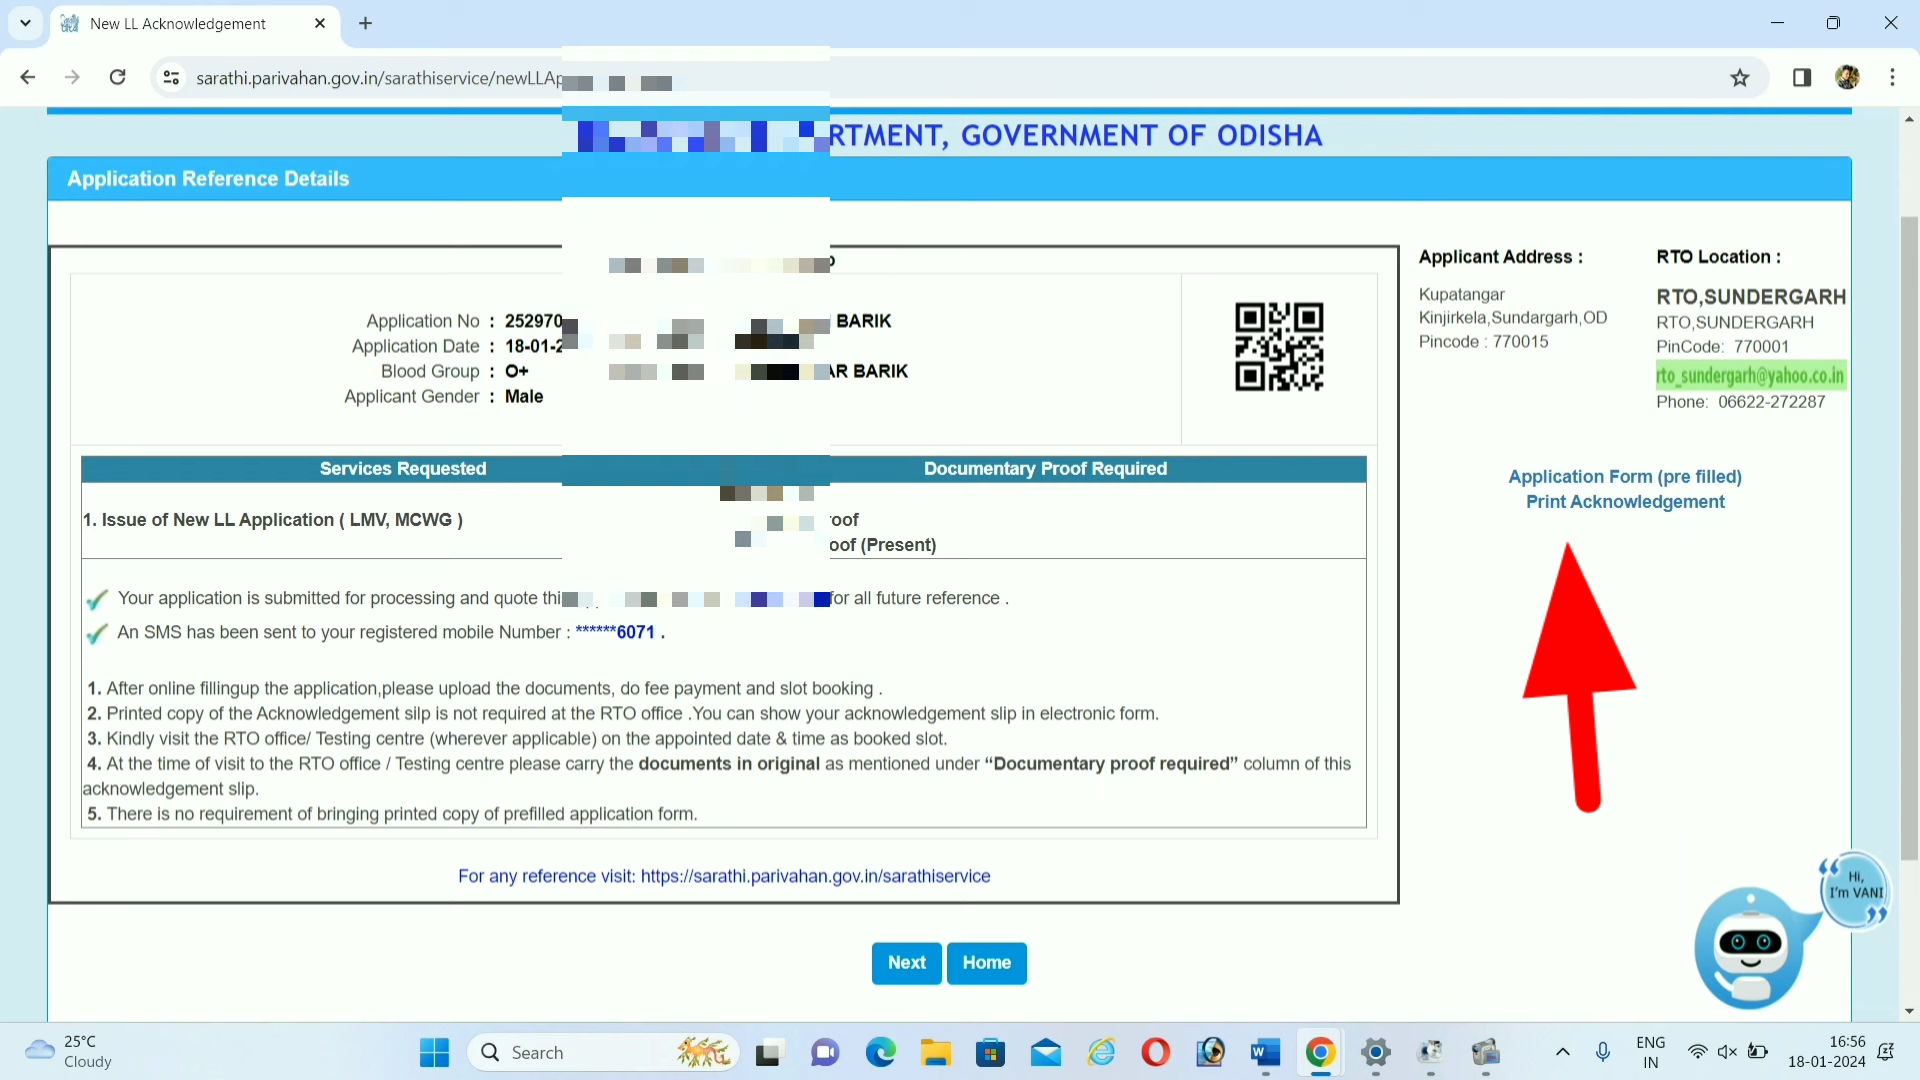 New LL Acknowledgement
sarathi.parivahan.gov.in/sarathiservice/newLLAp
RTMENT, GOVERNMENT OF ODISHA
Application Reference Details
Application No : 252970
BARIK
Application Date : 18-01-2
Blood Group : O+
AR BARIK
Applicant Gender : Male
Applicant Address :
Kupatangar
Kinjirkela,Sundargarh,OD
Pincode : 770015
RTO Location :
RTO,SUNDERGARH
RTO,SUNDERGARH
PinCode: 770001
rto_sundergarh@yahoo.co.in
Phone: 06622-272287
Application Form (pre filled)
Print Acknowledgement
Services Requested
Documentary Proof Required
1. Issue of New LL Application ( LMV, MCWG )
roof
oof (Present)
Your application is submitted for processing and quote thi
for all future reference .
An SMS has been sent to your registered mobile Number : ******6071 .
1. After online fillingup the application,please upload the documents, do fee payment and slot booking .
2. Printed copy of the Acknowledgement silp is not required at the RTO office .You can show your acknowledgement slip in electronic form.
3. Kindly visit the RTO office/ Testing centre (wherever applicable) on the appointed date & time as booked slot.
4. At the time of visit to the RTO office / Testing centre please carry the documents in original as mentioned under “Documentary proof required” column of this
acknowledgement slip.
5. There is no requirement of bringing printed copy of prefilled application form.
For any reference visit: https://sarathi.parivahan.gov.in/sarathiservice
Hi,
I'm VANI
Next
Home
25°C
Cloudy
Search
ENG
IN
16:56
18-01-2024